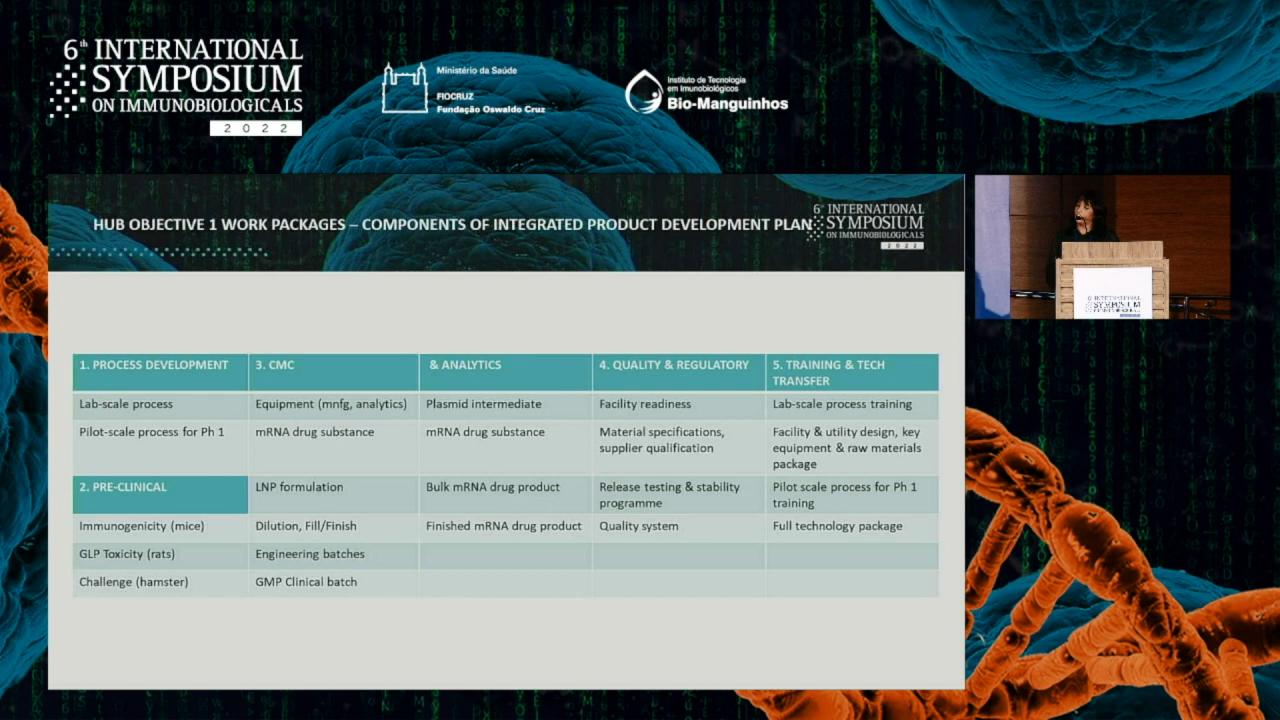 6th INTERNATIONAL
SYMPOSIUM
ON IMMUNOBIOLOGICALS
2022
Ministério da Saúde
FIOCRUZ
Fundação Oswaldo Cruz
Instituto de Tecnologia
em Imunobiológicos
Bio-Manguinhos
HUB OBJECTIVE 1 WORK PACKAGES – COMPONENTS OF INTEGRATED PRODUCT DEVELOPMENT PLAN
6th INTERNATIONAL
SYMPOSIUM
ON IMMUNOBIOLOGICALS
2022
1. PROCESS DEVELOPMENT 3. CMC & ANALYTICS 4. QUALITY & REGULATORY 5. TRAINING & TECH
TRANSFER
Lab-scale process Equipment (mnfg, analytics) Plasmid intermediate Facility readiness Lab-scale process training
Pilot-scale process for Ph 1 mRNA drug substance mRNA drug substance Material specifications, Facility & utility design, key
supplier qualification equipment & raw materials
package
2. PRE-CLINICAL LNP formulation Bulk mRNA drug product Release testing & stability Pilot scale process for Ph 1
programme training
Immunogenicity (mice) Dilution, Fill/Finish Finished mRNA drug product Quality system Full technology package
GLP Toxicity (rats) Engineering batches
Challenge (hamster) GMP Clinical batch
6th INTERNATIONAL
SYMPOSIUM